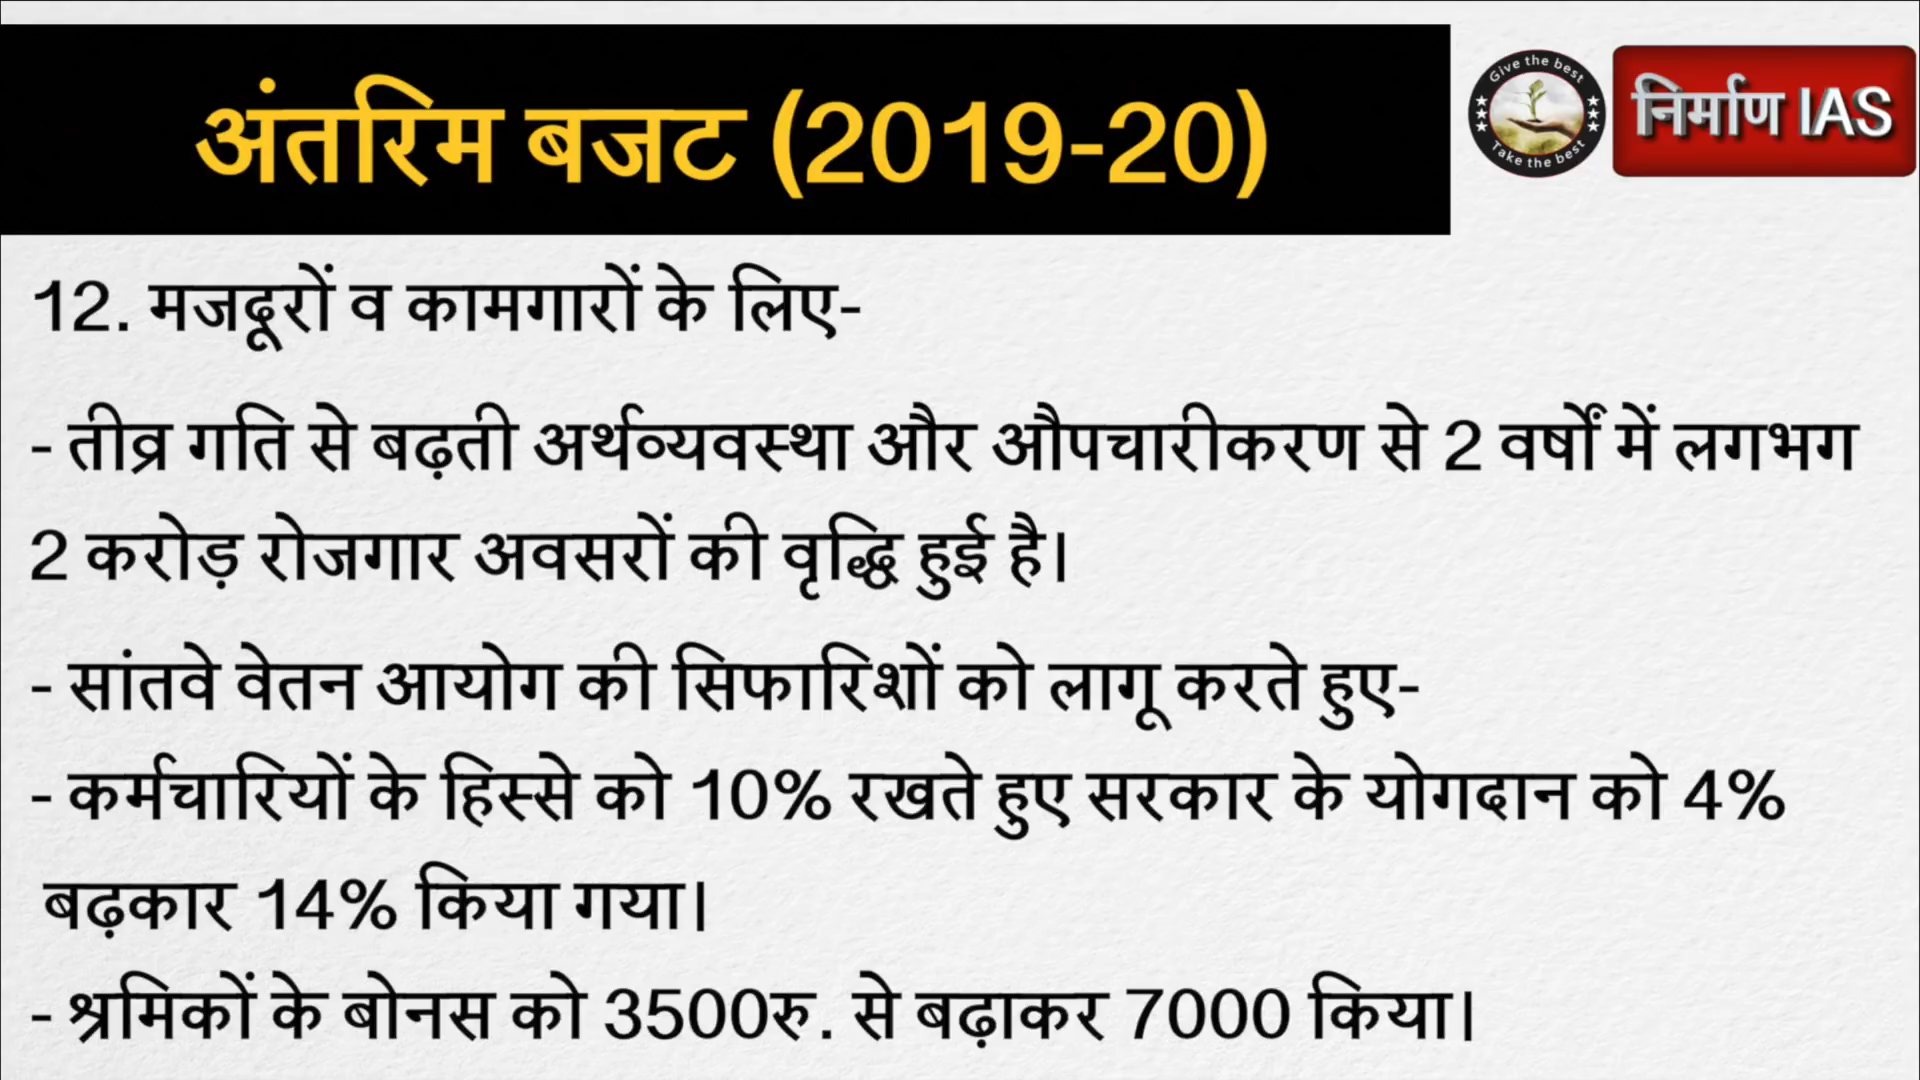 अंतरिम बजट (2019-20)
Give the best
Take the best
निर्माण IAS
12. मजदूरों व कामगारों के लिए-
- तीव्र गति से बढ़ती अर्थव्यवस्था और औपचारीकरण से 2 वर्षों में लगभग
2 करोड़ रोजगार अवसरों की वृद्धि हुई है।
- सांतवे वेतन आयोग की सिफारिशों को लागू करते हुए-
- कर्मचारियों के हिस्से को 10% रखते हुए सरकार के योगदान को 4%
बढ़कार 14% किया गया।
- श्रमिकों के बोनस को 3500रु. से बढ़ाकर 7000 किया।